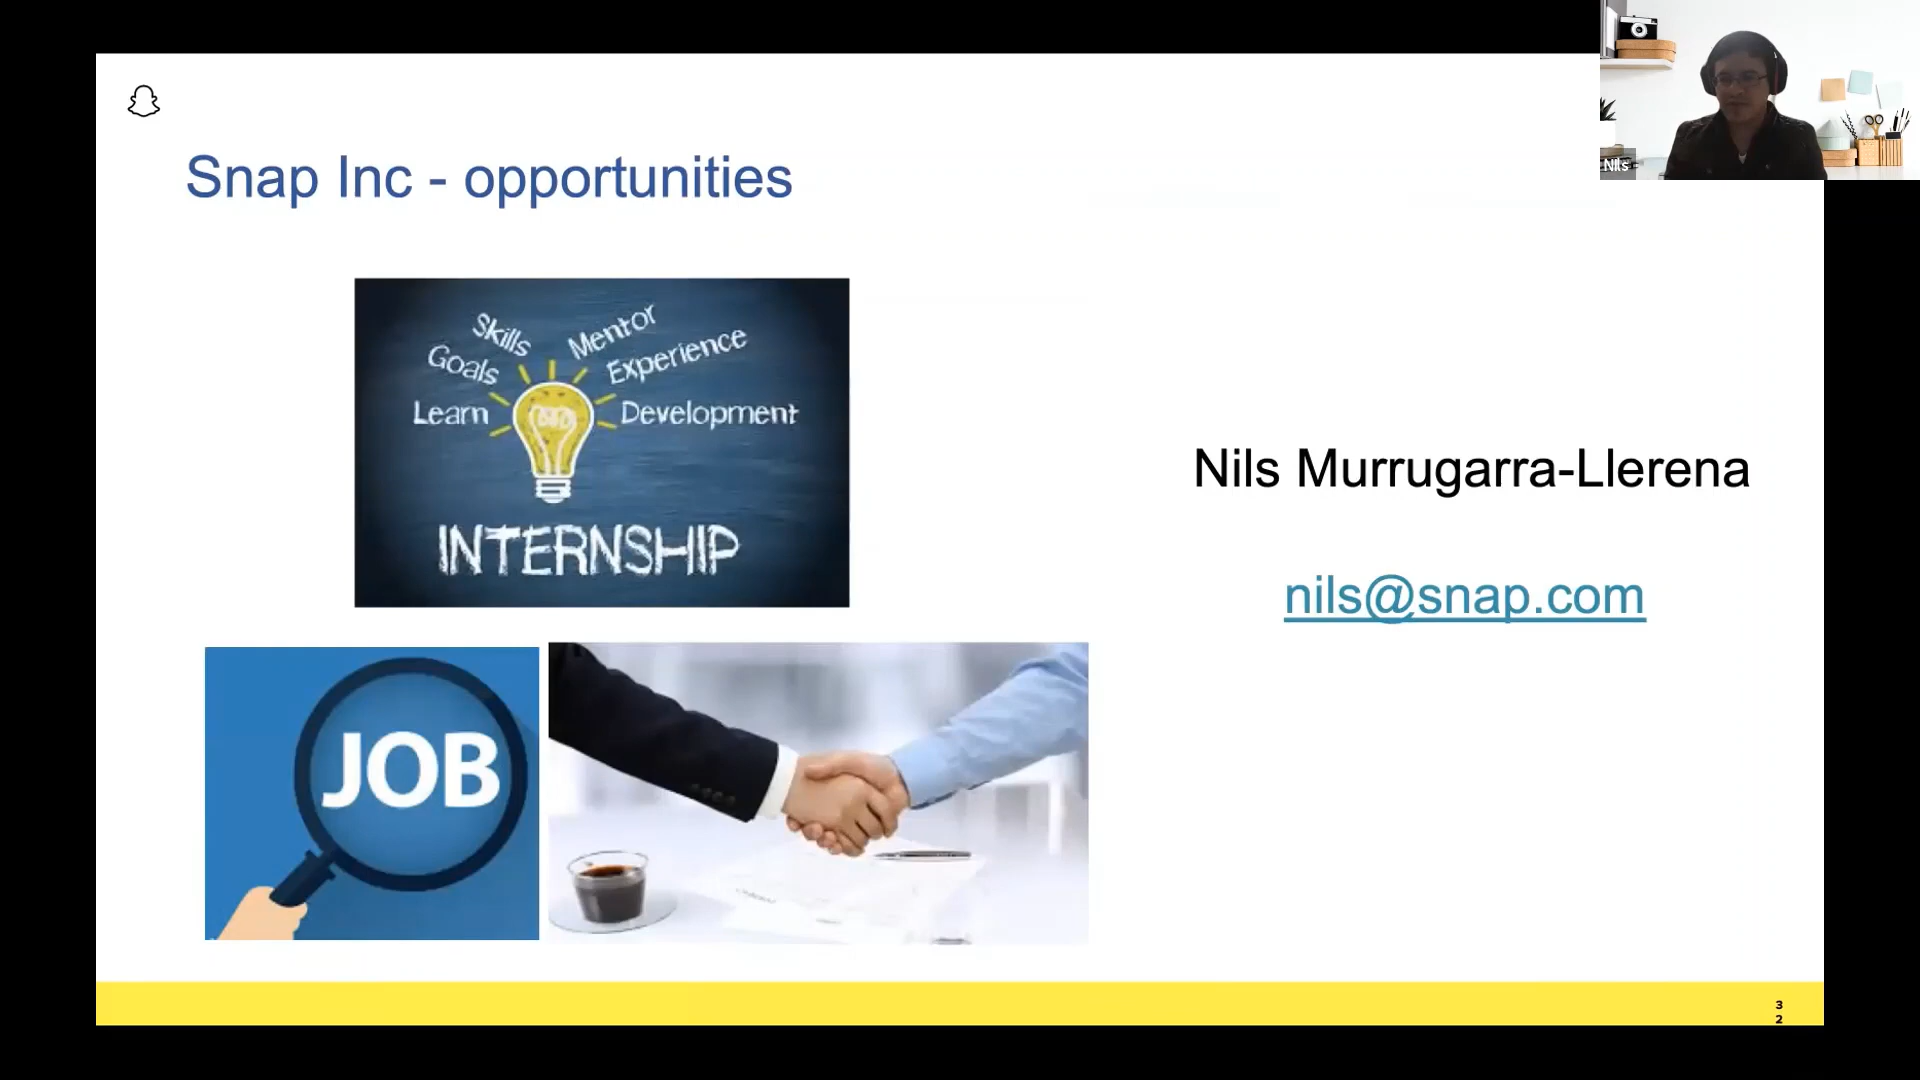 Nils
Snap Inc - opportunities
Skills
Mentor
Goals
Experience
Learn
Development
INTERNSHIP
Nils Murrugarra-Llerena
nils@snap.com
JOB
3
2